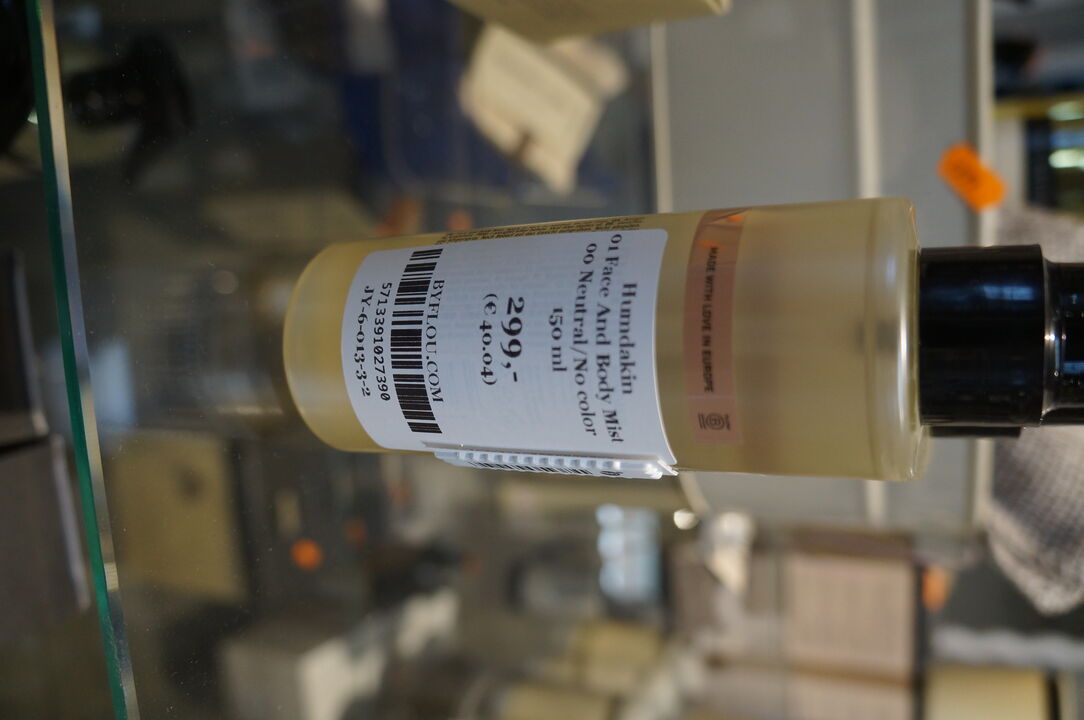 MADE WITH LOVE IN EUROPE
Humdakin
01 Face And Body Mist
00 Neutral/No color
150 ml
299,-
(€ 40.04)
BYFLOU.COM
5713391027390
JY-6-013-3-2